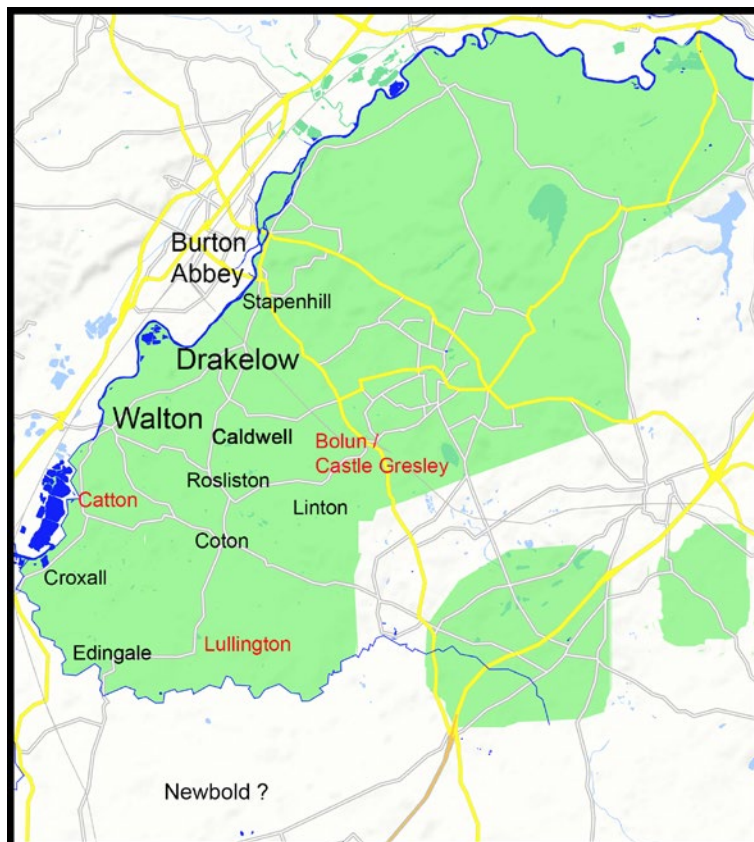 Burton
Abbey
Stapenhill
Drakelow
Walton
Caldwell
Bolun /
Castle Gresley
Rosliston
Catton
Linton
Coton
Croxall
Lullington
Edingale
Newbold ?